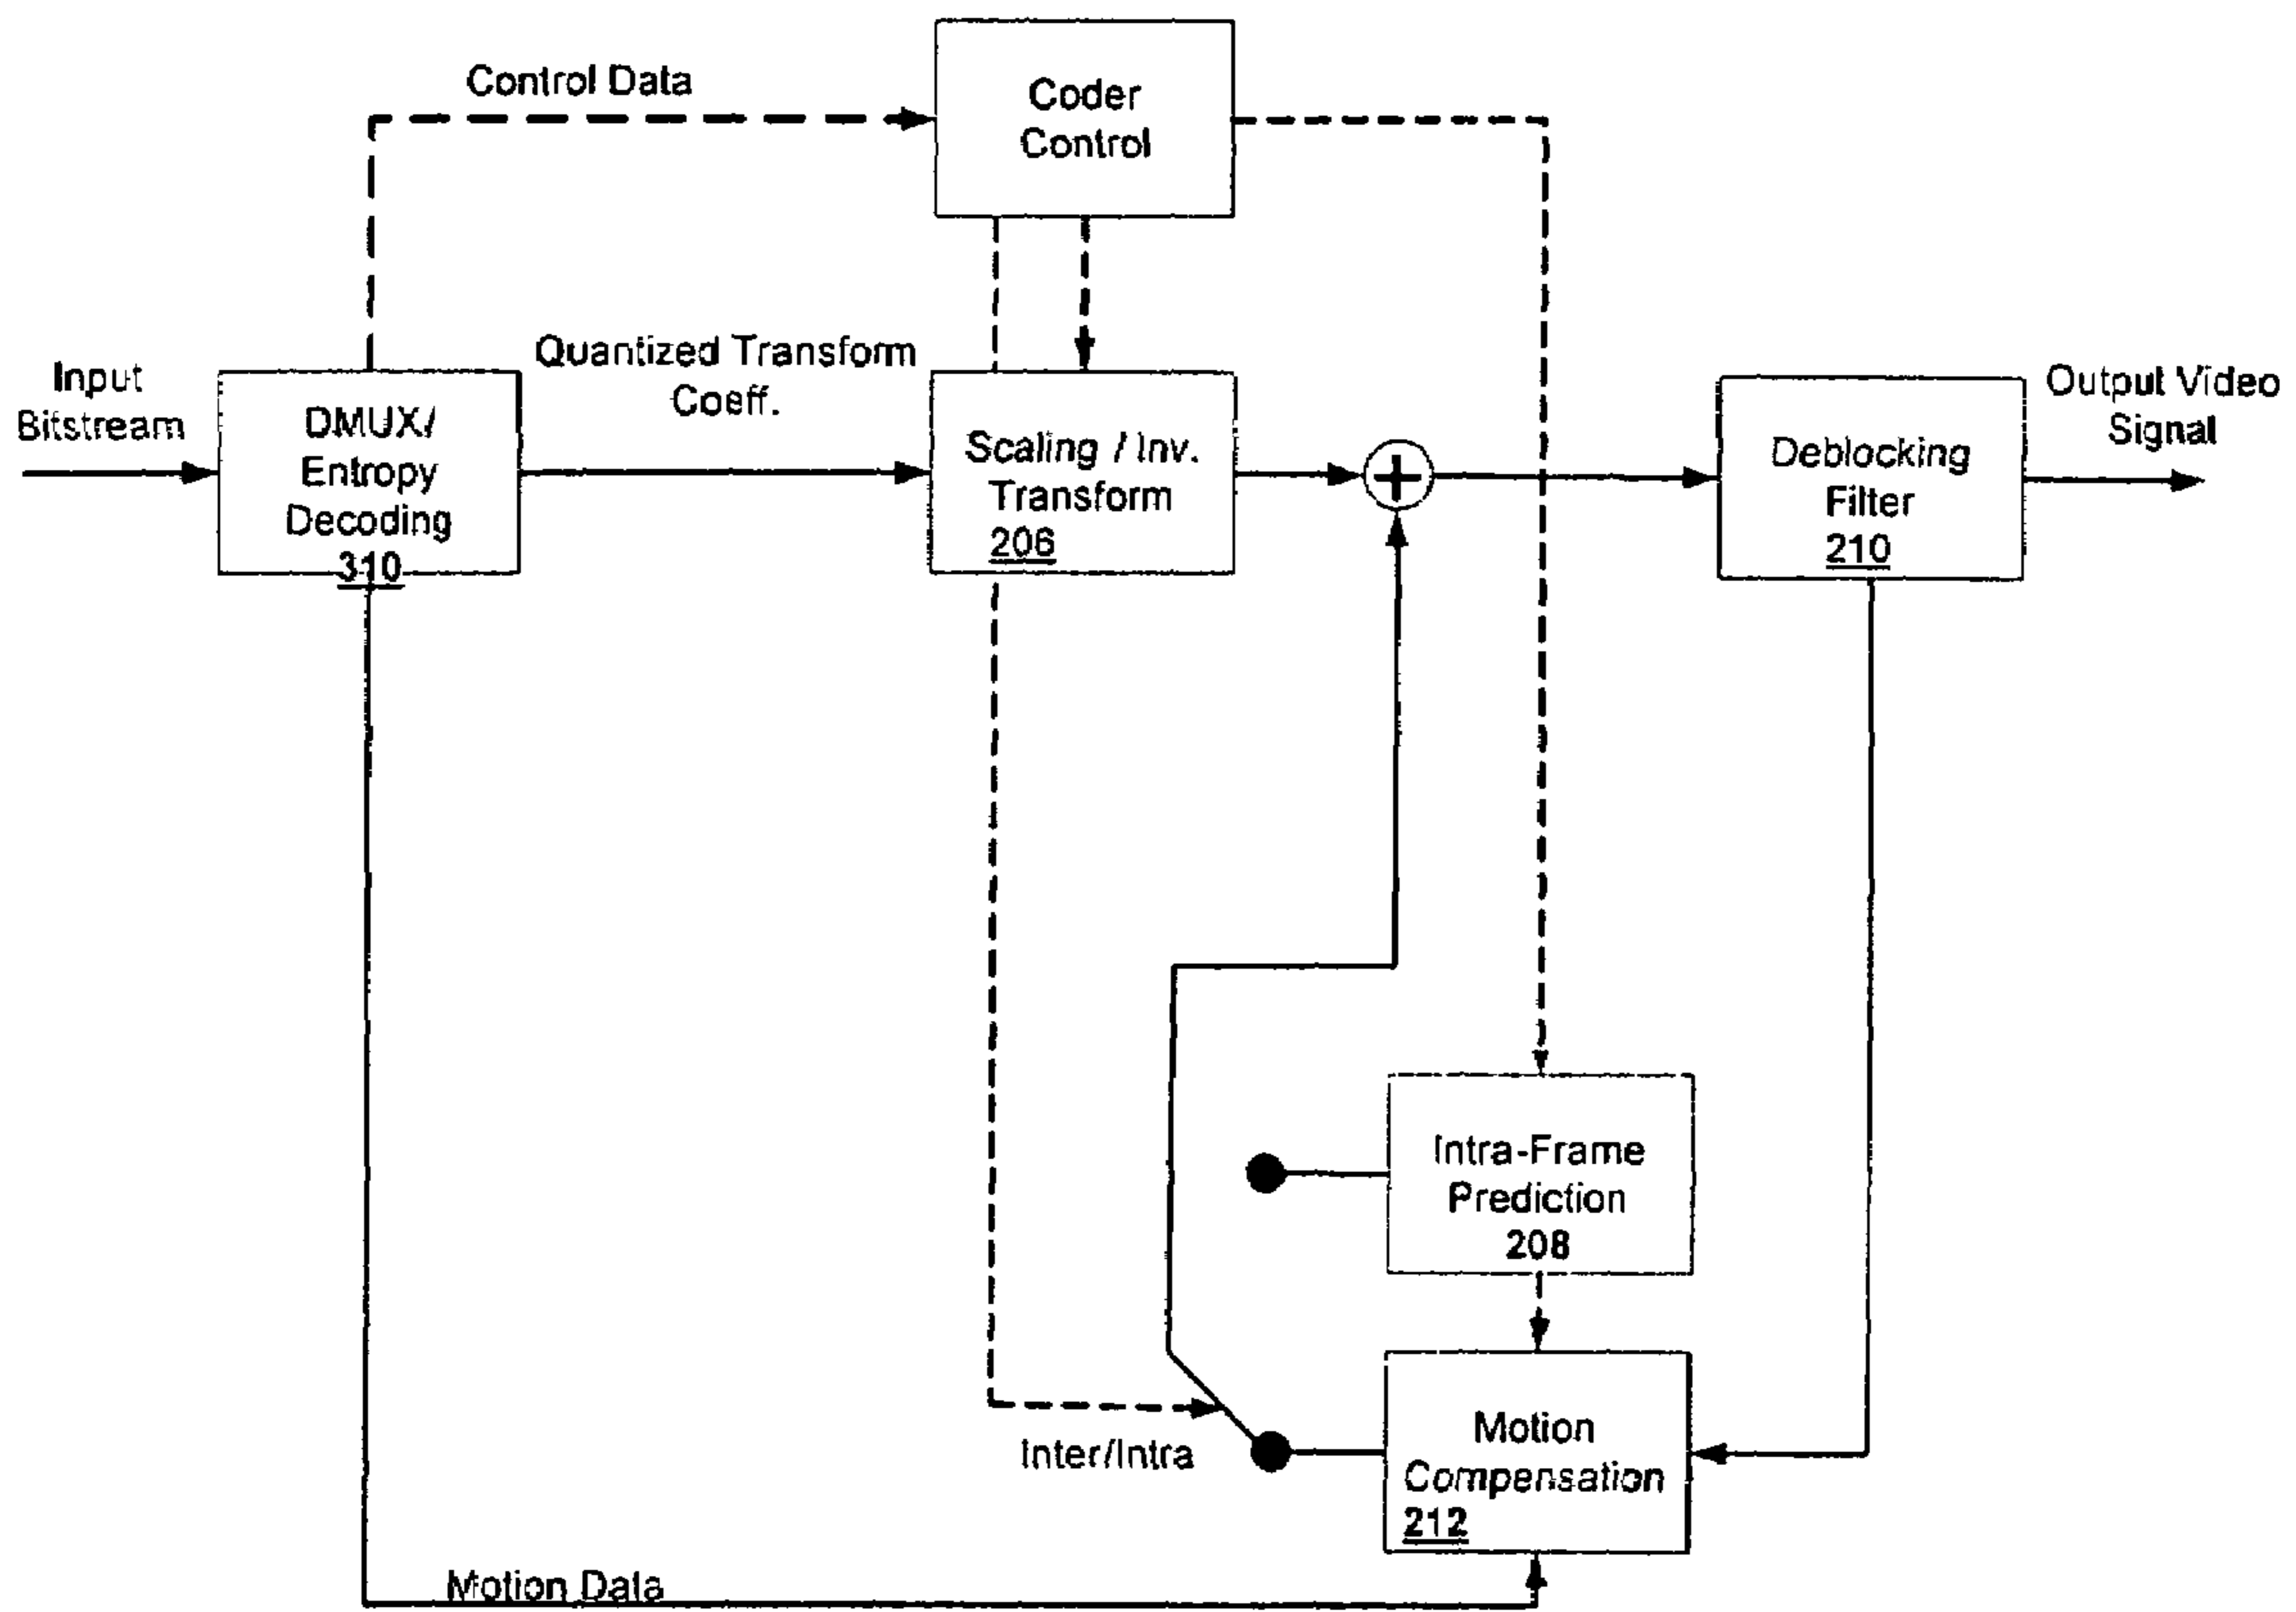 Control Data
Coder
Control
Input
Bitstream
DMUX/
Entropy
Decoding
310
Quantized Transform
Coeff.
Scaling / Inv.
Transform
206
Deblocking
Filter
210
Output Video
Signal
Intra-Frame
Prediction
208
Inter/Intra
Motion
Compensation
212
Motion Data